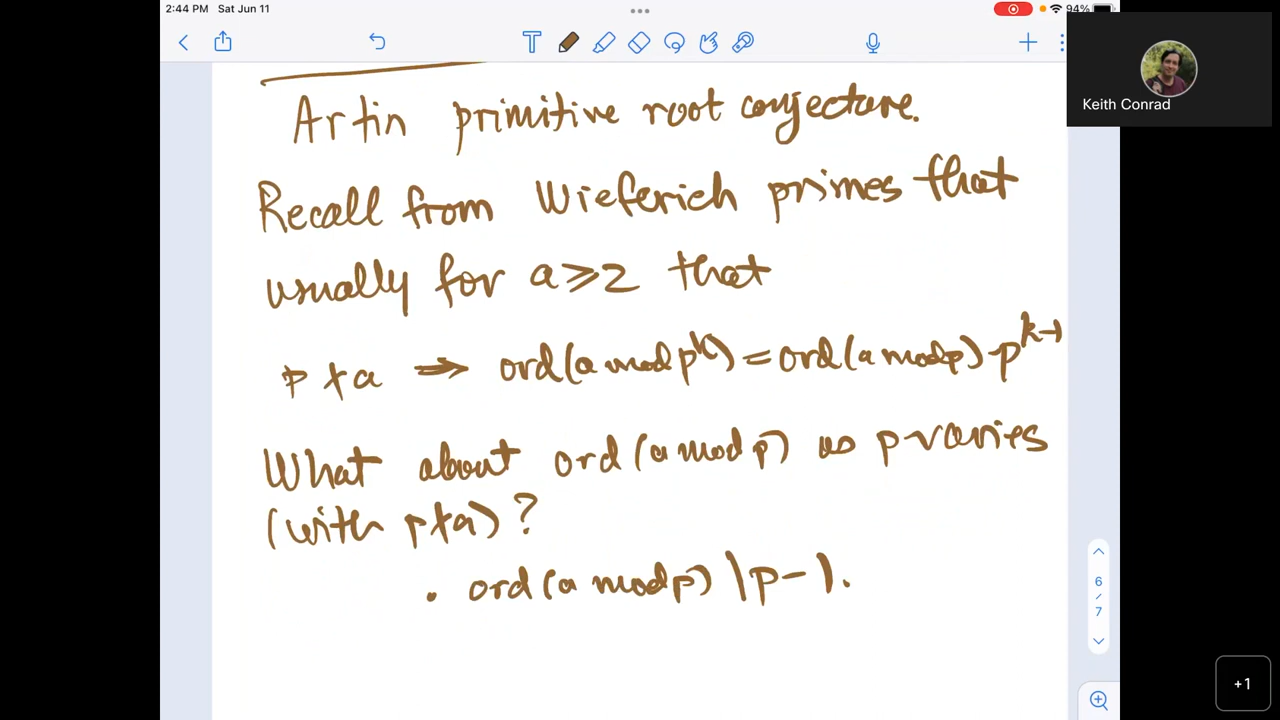 2:44 PM Sat Jun 11
94%
Keith Conrad
Artin primitive root conjecture.
Recall from Wieferich primes that
usually for a ⩾ 2 that
p ∤ a ⇒ ord(a mod p^k) = ord(a mod p) · p^{k-1}
What about ord(a mod p) as p varies
(with p∤a)?
• ord(a mod p) | p-1.
6
/
7
+1